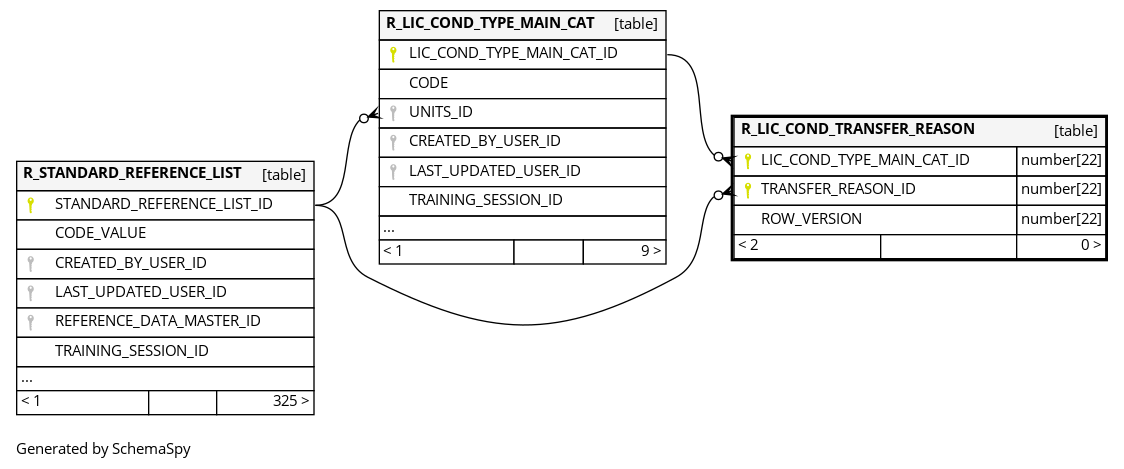 R_LIC_COND_TYPE_MAIN_CAT [table]
LIC_COND_TYPE_MAIN_CAT_ID
CODE
UNITS_ID
CREATED_BY_USER_ID
LAST_UPDATED_USER_ID
TRAINING_SESSION_ID
...
< 1 9 >
R_LIC_COND_TRANSFER_REASON [table]
LIC_COND_TYPE_MAIN_CAT_ID number[22]
TRANSFER_REASON_ID number[22]
ROW_VERSION number[22]
< 2 0 >
R_STANDARD_REFERENCE_LIST [table]
STANDARD_REFERENCE_LIST_ID
CODE_VALUE
CREATED_BY_USER_ID
LAST_UPDATED_USER_ID
REFERENCE_DATA_MASTER_ID
TRAINING_SESSION_ID
...
< 1 325 >
Generated by SchemaSpy